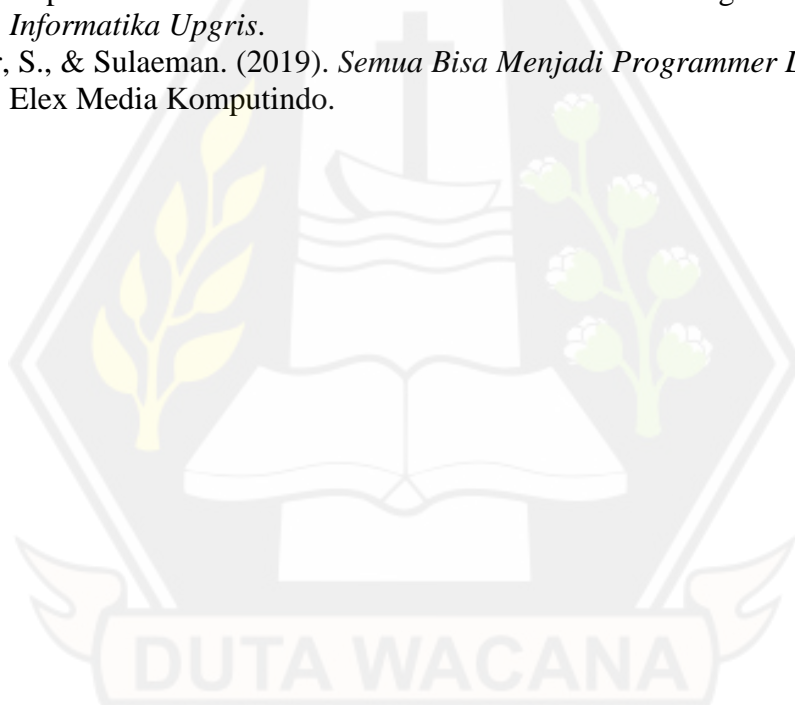 Informatika Upgris.
, S., & Sulaeman. (2019). Semua Bisa Menjadi Programmer
Elex Media Komputindo.
DUTA WACANA